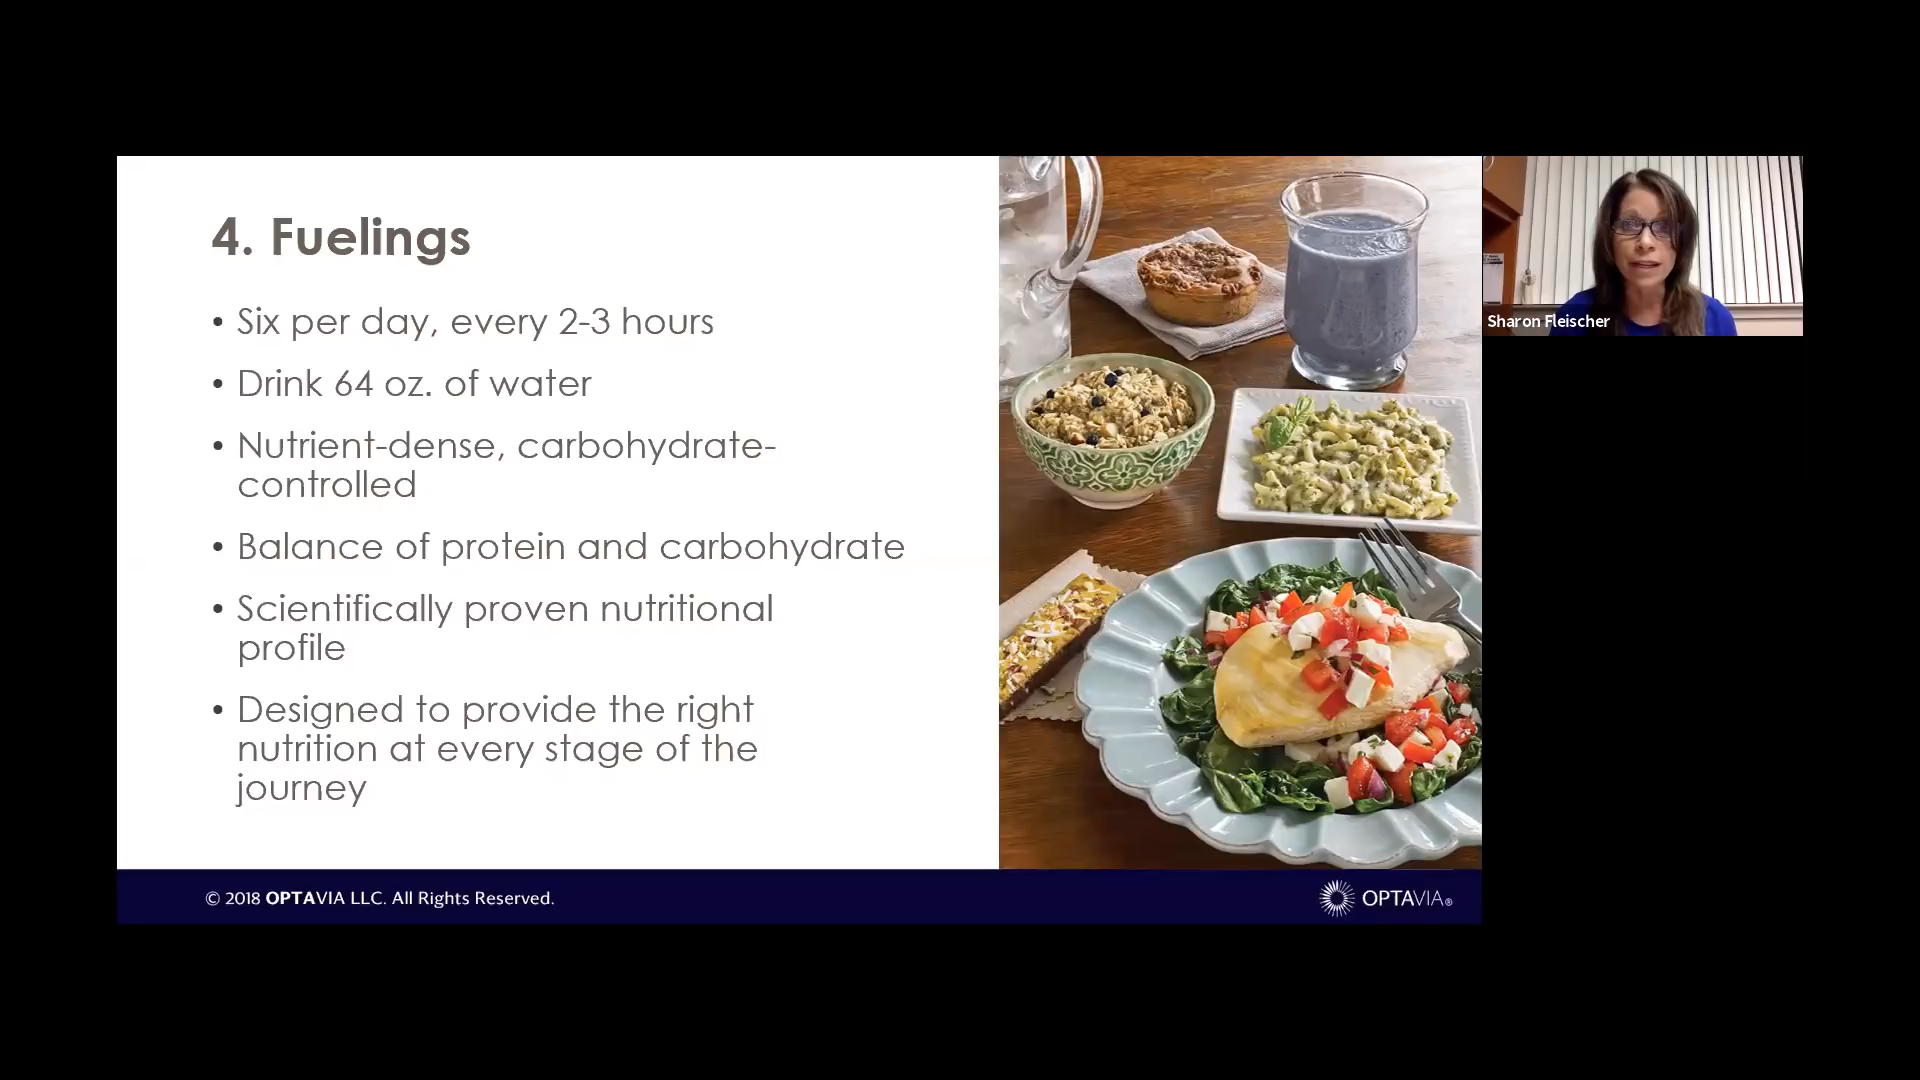 4. Fuelings
• Six per day, every 2-3 hours
• Drink 64 oz. of water
• Nutrient-dense, carbohydrate-
controlled
• Balance of protein and carbohydrate
• Scientifically proven nutritional
profile
• Designed to provide the right
nutrition at every stage of the
journey
© 2018 OPTAVIA LLC. All Rights Reserved.
OPTAVIA®
Sharon Fleischer